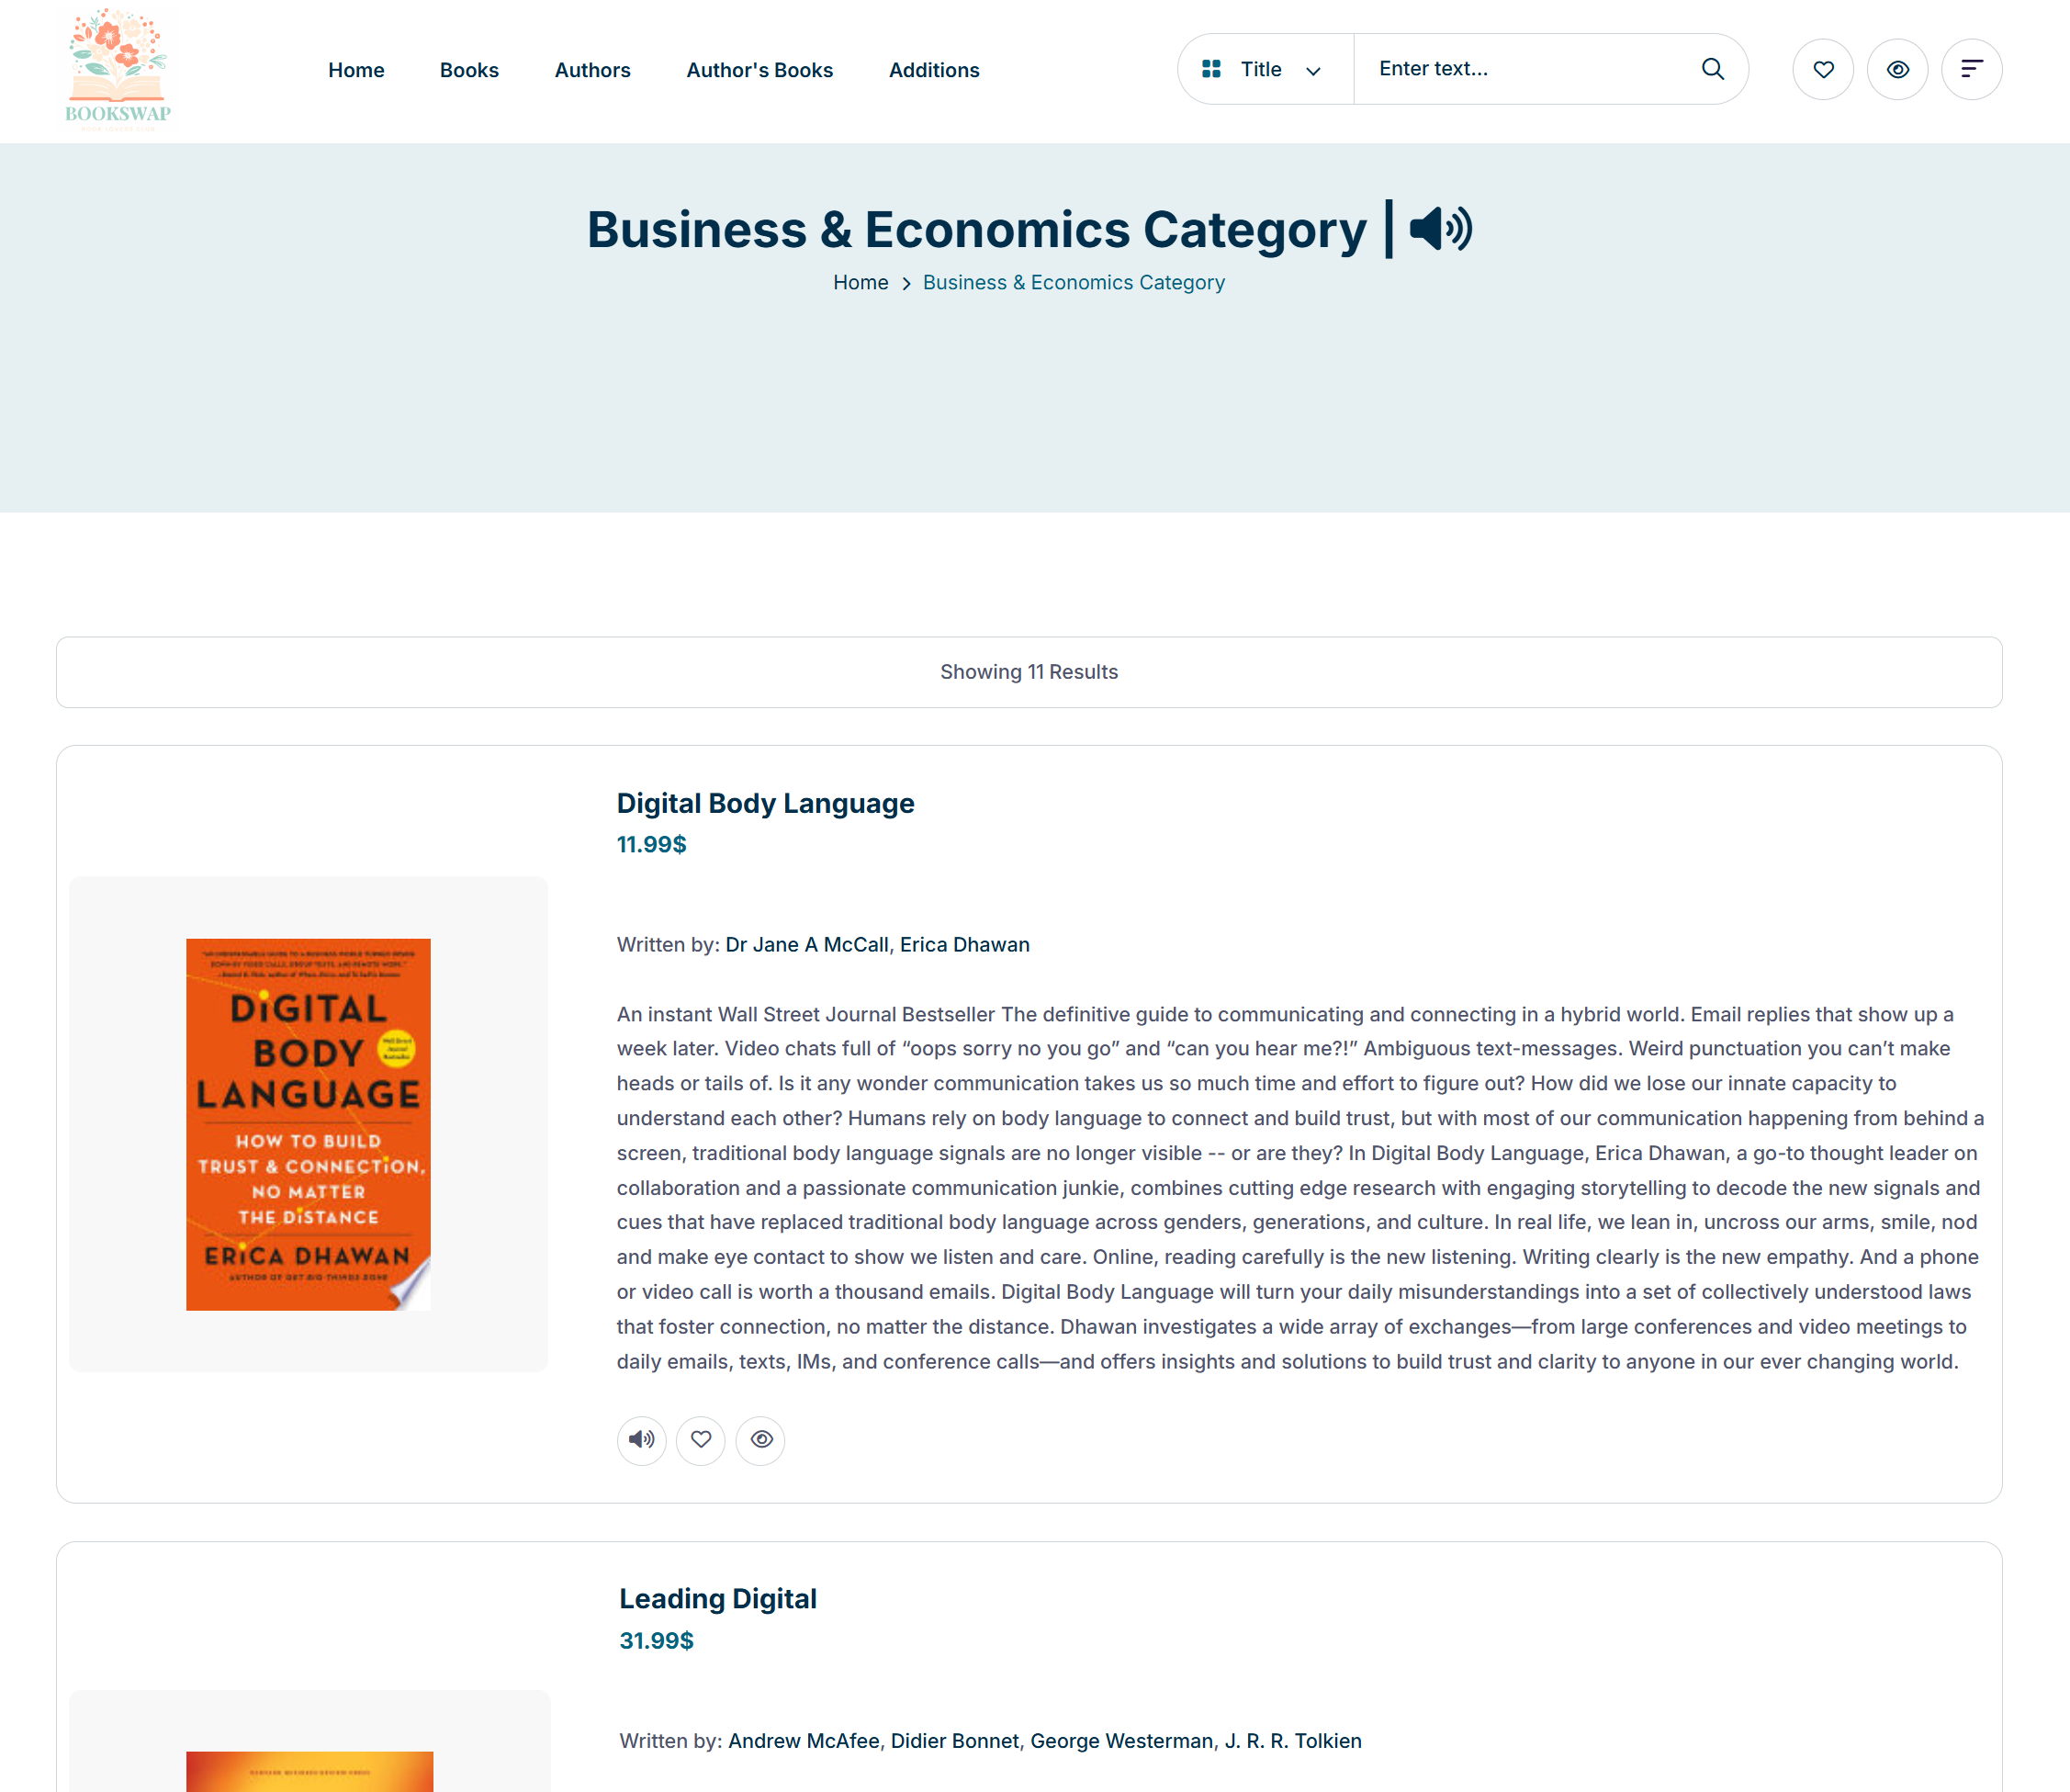 BOOKSWAP
BOOK LOVERS CLUB
Home
Books
Authors
Author's Books
Additions
Title
Enter text...
Business & Economics Category |
Home > Business & Economics Category
Showing 11 Results
Digital Body Language
11.99$
Written by: Dr Jane A McCall, Erica Dhawan
An instant Wall Street Journal Bestseller The definitive guide to communicating and connecting in a hybrid world. Email replies that show up a
week later. Video chats full of “oops sorry no you go” and “can you hear me?!” Ambiguous text-messages. Weird punctuation you can’t make
heads or tails of. Is it any wonder communication takes us so much time and effort to figure out? How did we lose our innate capacity to
understand each other? Humans rely on body language to connect and build trust, but with most of our communication happening from behind a
screen, traditional body language signals are no longer visible -- or are they? In Digital Body Language, Erica Dhawan, a go-to thought leader on
collaboration and a passionate communication junkie, combines cutting edge research with engaging storytelling to decode the new signals and
cues that have replaced traditional body language across genders, generations, and culture. In real life, we lean in, uncross our arms, smile, nod
and make eye contact to show we listen and care. Online, reading carefully is the new listening. Writing clearly is the new empathy. And a phone
or video call is worth a thousand emails. Digital Body Language will turn your daily misunderstandings into a set of collectively understood laws
that foster connection, no matter the distance. Dhawan investigates a wide array of exchanges—from large conferences and video meetings to
daily emails, texts, IMs, and conference calls—and offers insights and solutions to build trust and clarity to anyone in our ever changing world.
DiGITAL
BODY
LANGUAGE
HOW TO BUILD
TRUST & CONNECTiON,
NO MATTER
THE DiSTANCE
ERiCA DHAWAN
AUTHOR OF GET BIG THINGS DONE
Leading Digital
31.99$
Written by: Andrew McAfee, Didier Bonnet, George Westerman, J. R. R. Tolkien